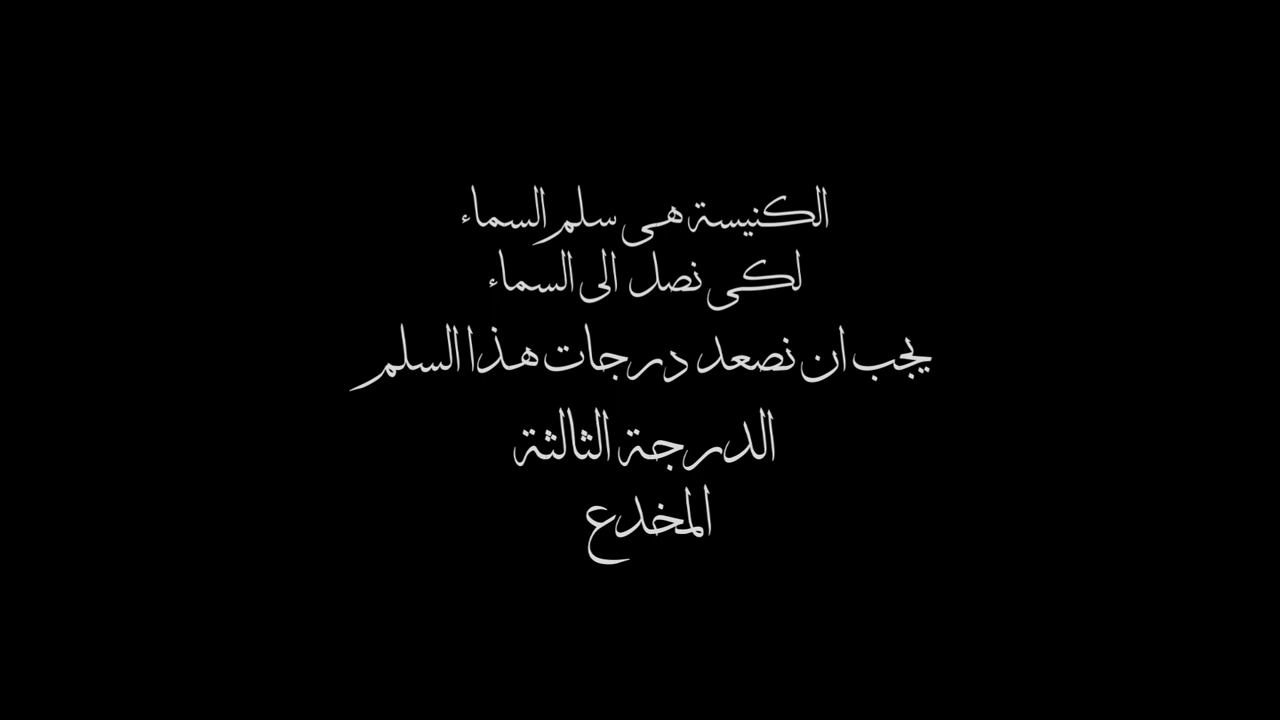 الكنيسة هى سلم السماء
لكى نصل الى السماء
يجب ان نصعد درجات هذا السلم
الدرجة الثالثة
المخدع